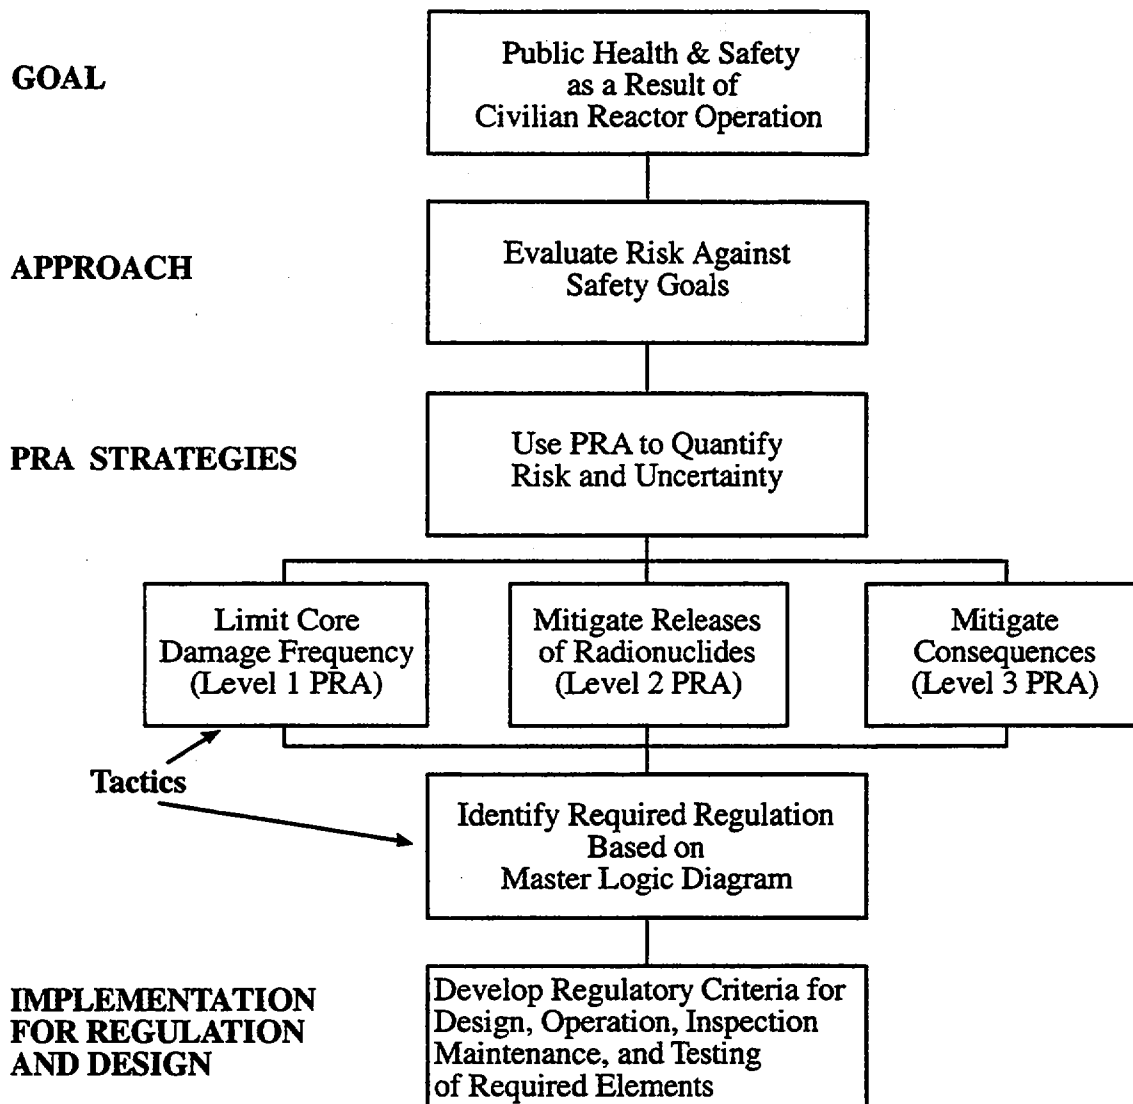 GOAL
Public Health & Safety
as a Result of
Civilian Reactor Operation
APPROACH
Evaluate Risk Against
Safety Goals
PRA STRATEGIES
Use PRA to Quantify
Risk and Uncertainty
Limit Core
Damage Frequency
(Level 1 PRA)
Mitigate Releases
of Radionuclides
(Level 2 PRA)
Mitigate
Consequences
(Level 3 PRA)
Tactics
Identify Required Regulation
Based on
Master Logic Diagram
IMPLEMENTATION
FOR REGULATION
AND DESIGN
Develop Regulatory Criteria for
Design, Operation, Inspection
Maintenance, and Testing
of Required Elements